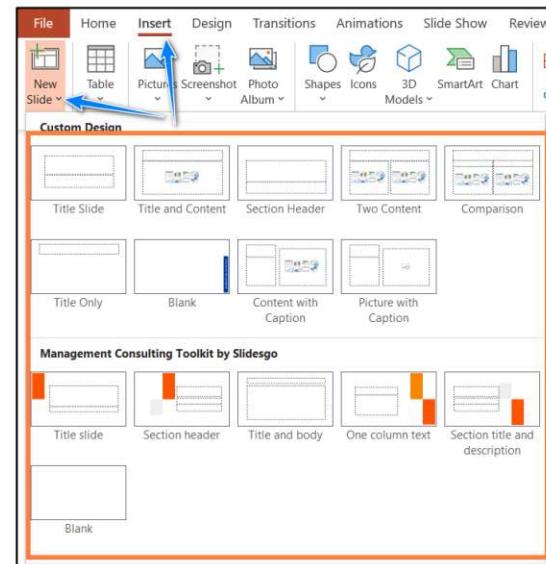 File Home Insert Design Transitions Animations Slide Show Review
New Table Pictures Screenshot Photo Shapes Icons 3D SmartArt Chart
Slide Album Models
Custom Design
Title Slide Title and Content Section Header Two Content Comparison
Title Only Blank Content with Picture with
Caption Caption
Management Consulting Toolkit by Slidesgo
Title slide Section header Title and body One column text Section title and
description
Blank